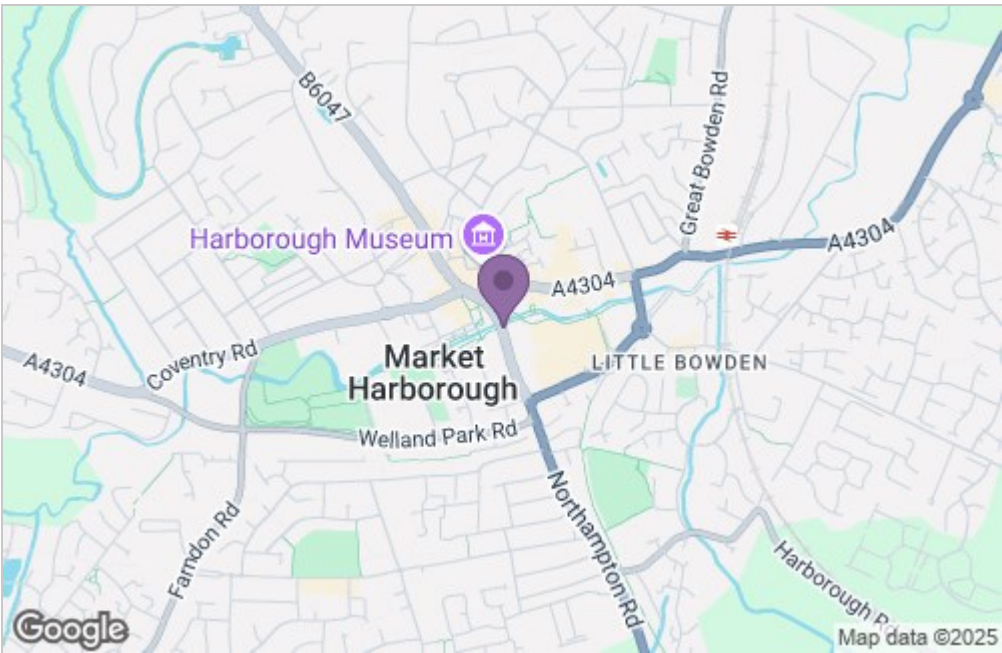 B6047
Great Bowden Rd
Harborough Museum
A4304
A4304
Coventry Rd
A4304
Market
Harborough
LITTLE BOWDEN
Welland Park Rd
Farndon Rd
Northampton Rd
Harborough Rd
Google
Map data ©2025